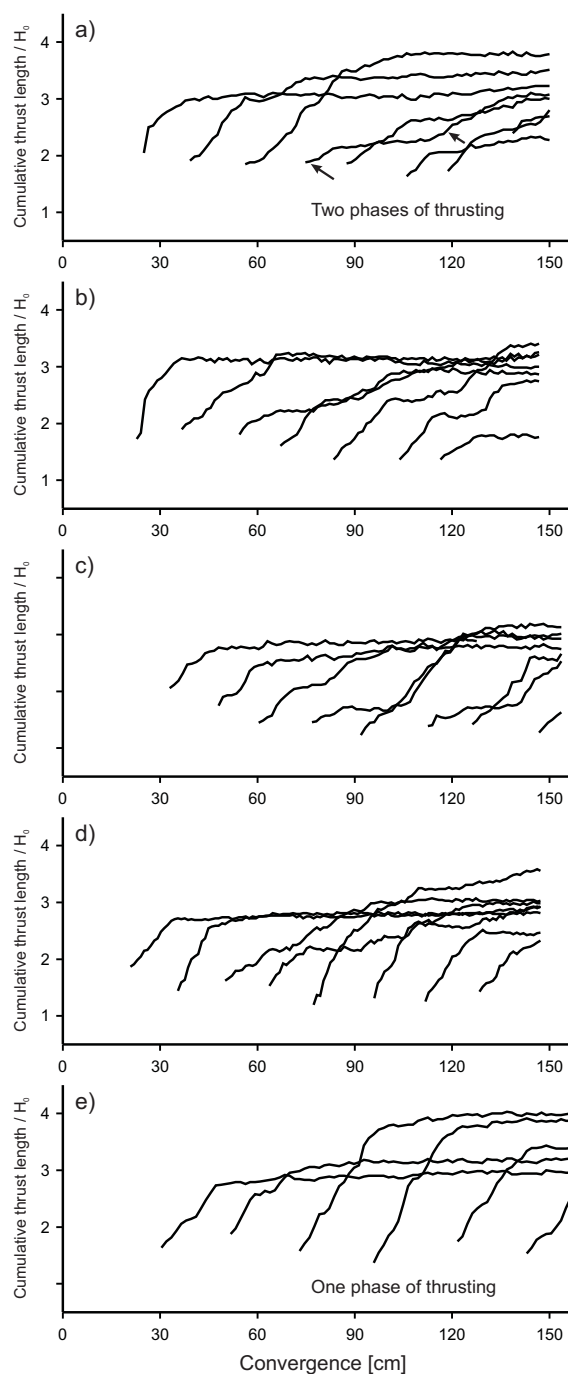 a)
Cumulative thrust length / H₀
4
3
2
1
Two phases of thrusting
0 30 60 90 120 150
b)
Cumulative thrust length / H₀
4
3
2
1
0 30 60 90 120 150
c)
Cumulative thrust length / H₀
0 30 60 90 120 150
d)
Cumulative thrust length / H₀
4
3
2
1
0 30 60 90 120 150
e)
Cumulative thrust length / H₀
4
3
2
One phase of thrusting
0 30 60 90 120 150
Convergence [cm]